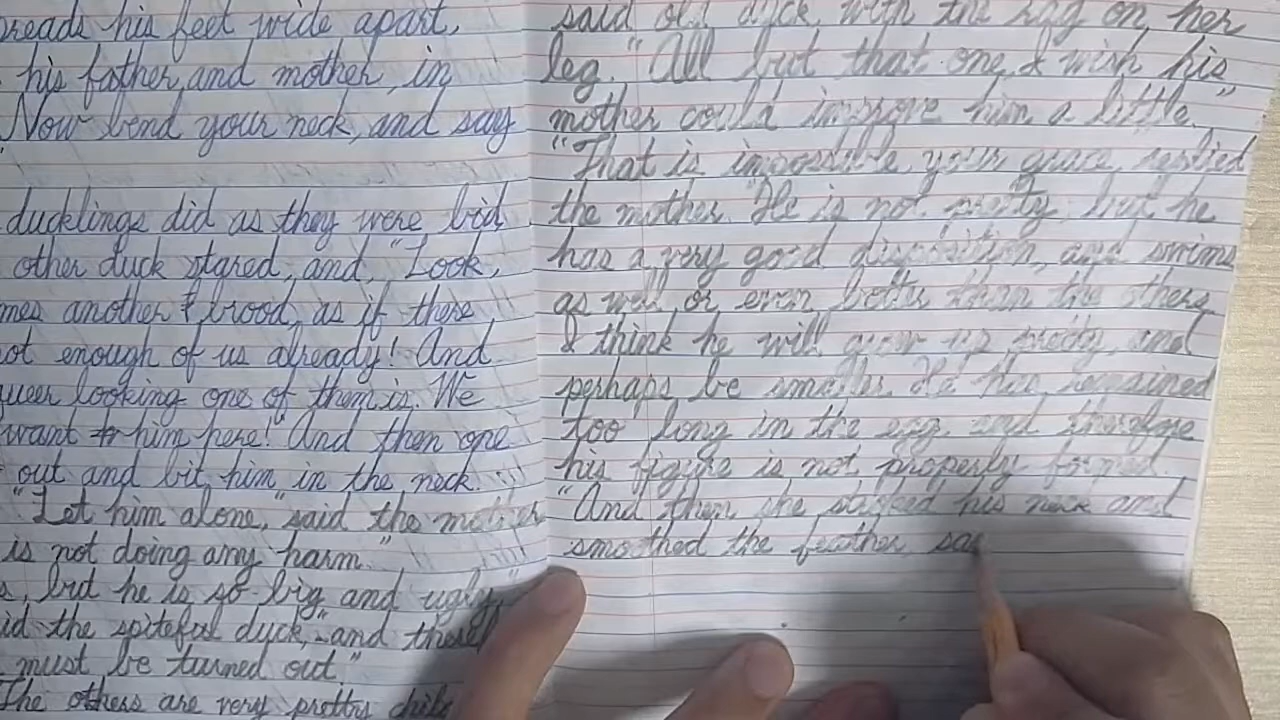 reads his feet wide apart,
his father, and mother, in
Now bend your neck, and say
ducklings did as they were bid,
other duck stared, and, "Look,
mes another brood, as if there
ot enough of us already! And
ueer looking one of them is. We
want to him here!" And then one
out and bit him in the neck.
"Let him alone," said the mother
is not doing any harm."
s, but he is so big and ugly,"
id the spiteful duck, "and there
must be turned out."
The others are very pretty
said old duck, with the rag on her
leg. "All but that one I wish his
mother could improve him a little."
"That is impossible, your grace, replied
the mother. "He is not pretty, but he
has a very good disposition, and swims
as well, or even better than the others,
I think he will grow up pretty, and
perhaps be smaller. He has remained
too long in the egg, and therefore
his figure is not properly formed.
"And then she stroked his neck and
smoothed the feather sa